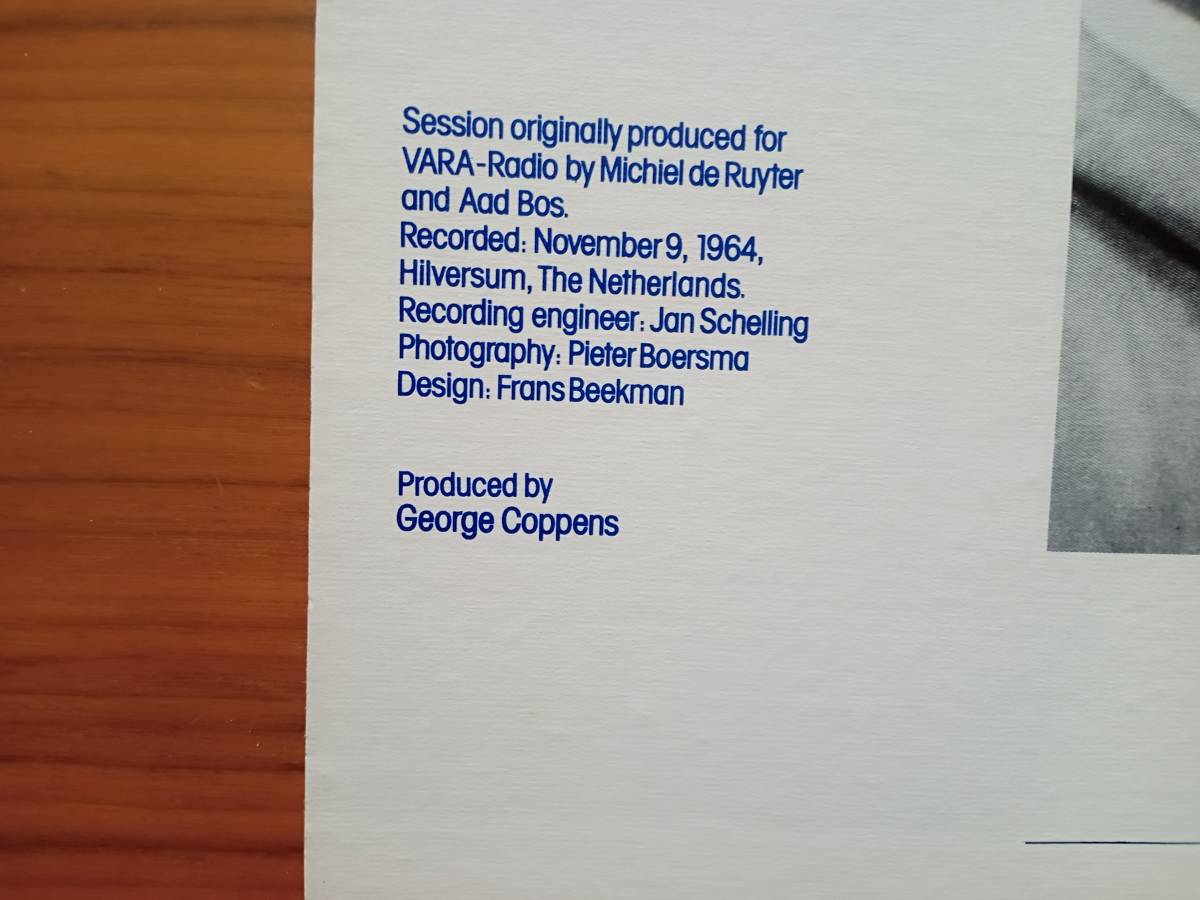 Session originally produced for
VARA-Radio by Michiel de Ruyter
and Aad Bos.
Recorded: November 9, 1964,
Hilversum, The Netherlands.
Recording engineer: Jan Schelling
Photography: Pieter Boersma
Design: Frans Beekman
Produced by
George Coppens